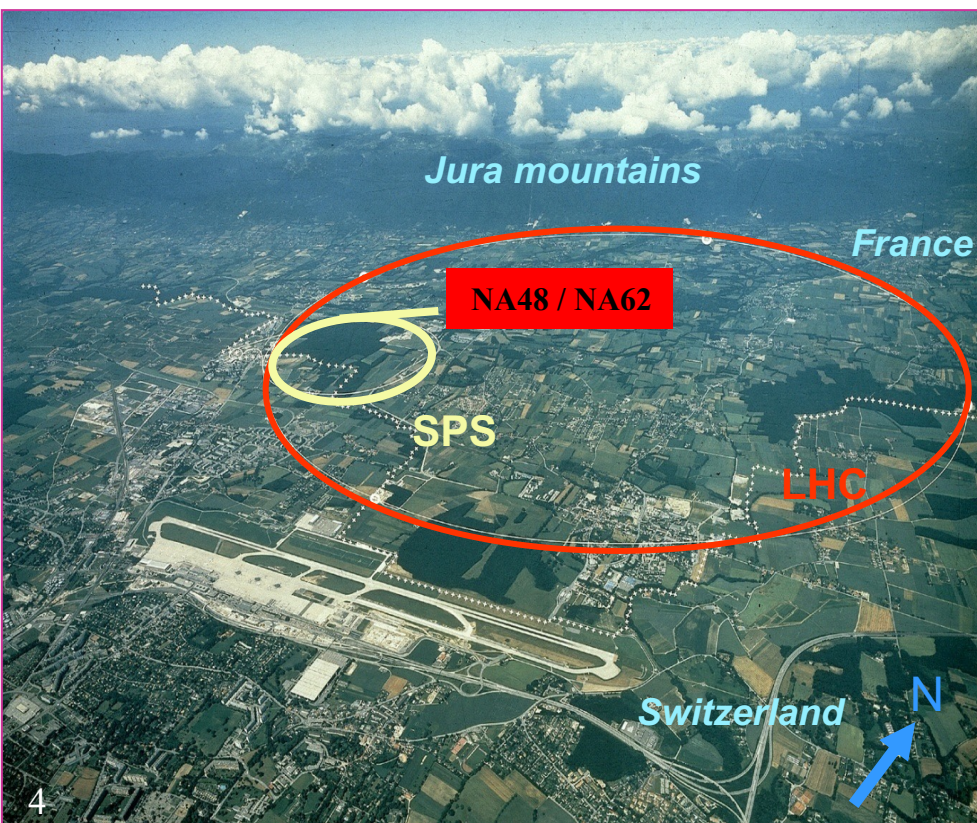 Jura mountains
France
NA48 / NA62
SPS
LHC
Switzerland
N
4